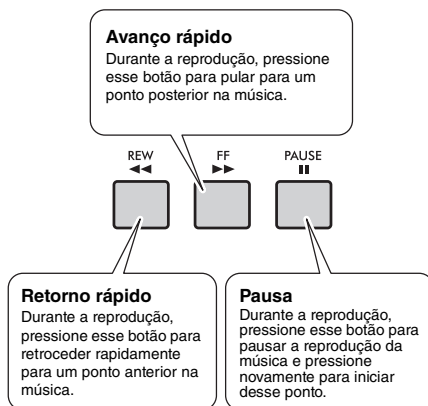 Avanço rápido
Durante a reprodução, pressione
esse botão para pular para um
ponto posterior na música.
REW
FF
PAUSE
Retorno rápido
Durante a reprodução,
pressione esse botão para
retroceder rapidamente
para um ponto anterior na
música.
Pausa
Durante a reprodução,
pressione esse botão para
pausar a reprodução da
música e pressione
novamente para iniciar
desse ponto.